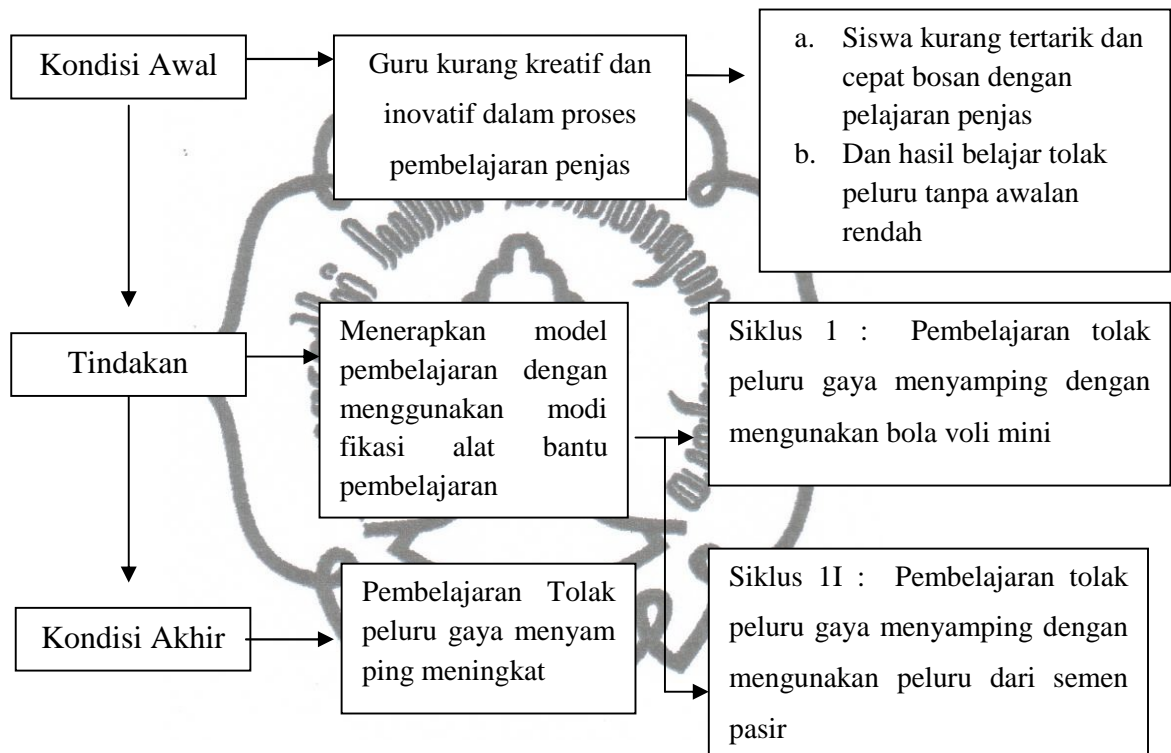 Kondisi Awal
Guru kurang kreatif dan
inovatif dalam proses
pembelajaran penjas
a. Siswa kurang tertarik dan
cepat bosan dengan
pelajaran penjas
b. Dan hasil belajar tolak
peluru tanpa awalan
rendah
Tindakan
Menerapkan model
pembelajaran dengan
menggunakan modi
fikasi alat bantu
pembelajaran
Siklus 1 : Pembelajaran tolak
peluru gaya menyamping dengan
mengunakan bola voli mini
Kondisi Akhir
Pembelajaran Tolak
peluru gaya menyam
ping meningkat
Siklus 1I : Pembelajaran tolak
peluru gaya menyamping dengan
mengunakan peluru dari semen
pasir